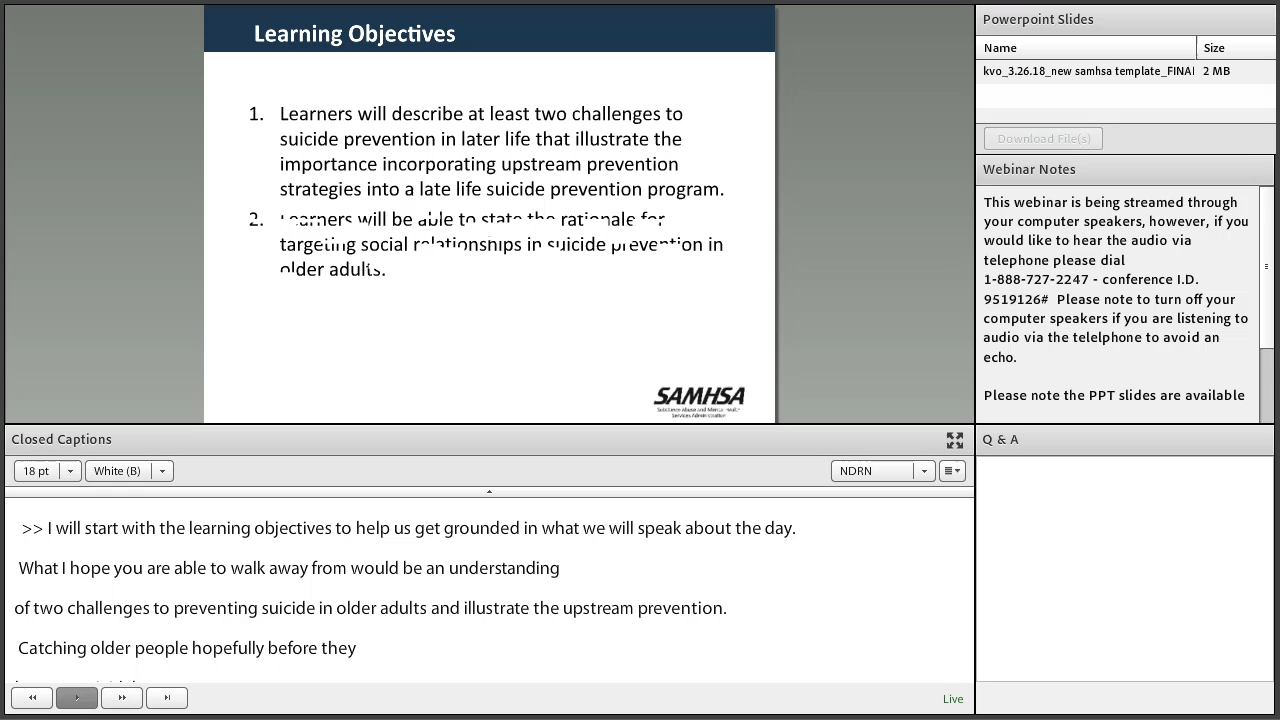 Learning Objectives
1. Learners will describe at least two challenges to
suicide prevention in later life that illustrate the
importance incorporating upstream prevention
strategies into a late life suicide prevention program.
2. Learners will be able to state the rationale for
targeting social relationships in suicide prevention in
older adults.
SAMHSA
Substance Abuse and Mental Health
Services Administration
Powerpoint Slides
Name Size
kvo_3.26.18_new samhsa template_FINAL 2 MB
Download File(s)
Webinar Notes
This webinar is being streamed through
your computer speakers, however, if you
would like to hear the audio via
telephone please dial
1-888-727-2247 - conference I.D.
9519126# Please note to turn off your
computer speakers if you are listening to
audio via the telelphone to avoid an
echo.
Please note the PPT slides are available
Closed Captions
18 pt White (B) NDRN
>> I will start with the learning objectives to help us get grounded in what we will speak about the day.
What I hope you are able to walk away from would be an understanding
of two challenges to preventing suicide in older adults and illustrate the upstream prevention.
Catching older people hopefully before they
Live
Q & A